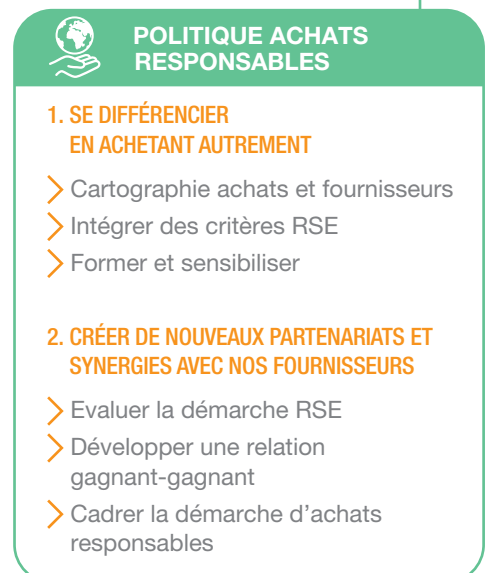 POLITIQUE ACHATS
RESPONSABLES
1. SE DIFFÉRENCIER
EN ACHETANT AUTREMENT
Cartographie achats et fournisseurs
Intégrer des critères RSE
Former et sensibiliser
2. CRÉER DE NOUVEAUX PARTENARIATS ET
SYNERGIES AVEC NOS FOURNISSEURS
Evaluer la démarche RSE
Développer une relation
gagnant-gagnant
Cadrer la démarche d'achats
responsables